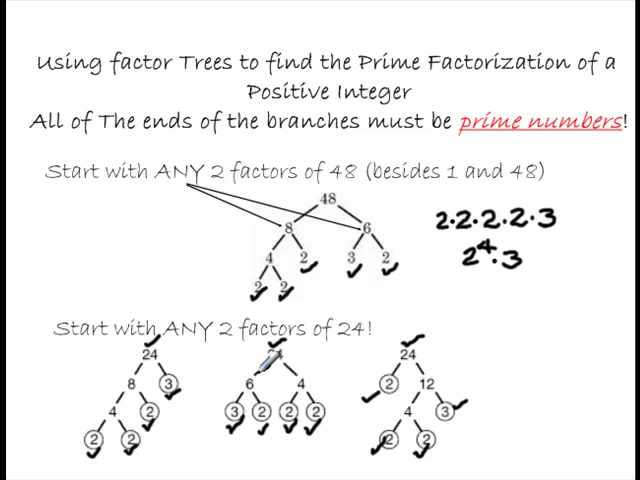 Using factor Trees to find the Prime Factorization of a
Positive Integer
All of The ends of the branches must be prime numbers!
Start with ANY 2 factors of 48 (besides 1 and 48)
48
8 6
4 2 3 2
2 2
2·2·2·2·3
2⁴·3
Start with ANY 2 factors of 24!
24
8 3
4 2
2 2
24
6 4
3 2 2 2
24
2 12
4 3
2 2